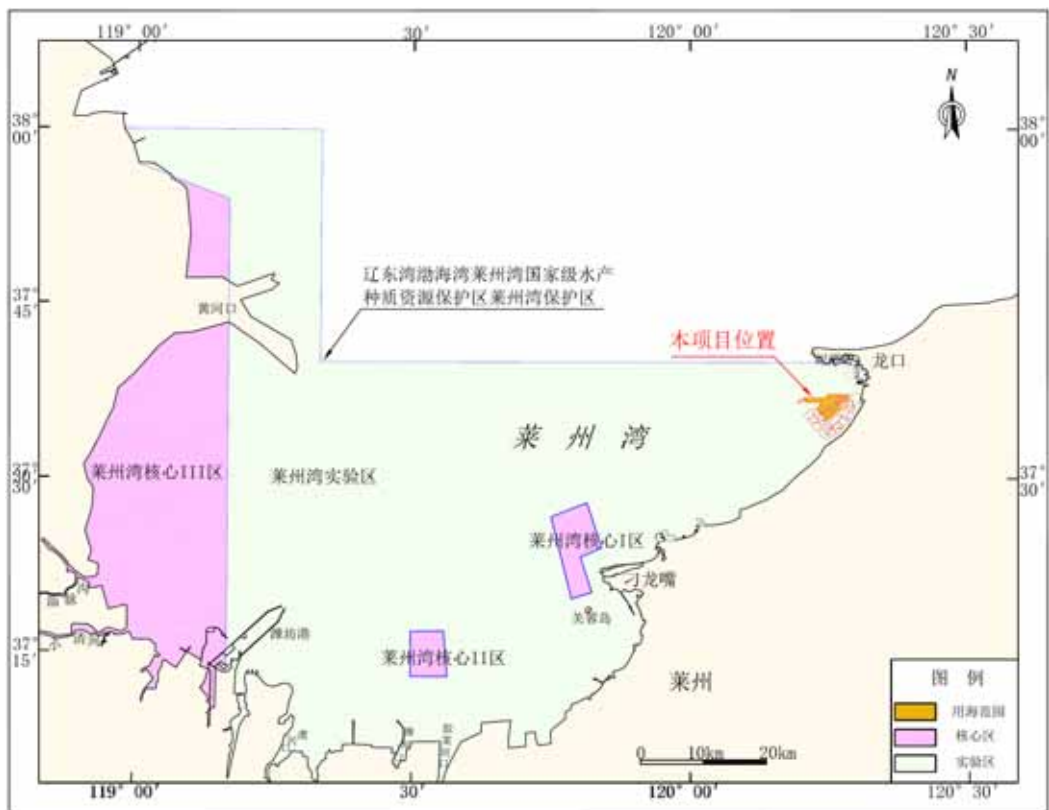 119° 00′
30′
120° 00′
120° 30′
N
38°
00′
38°
00′
辽东湾渤海湾莱州湾国家级水产
种质资源保护区莱州湾保护区
37°
45′
37°
45′
黄河口
本项目位置
龙口
莱州湾
莱州湾核心III区
莱州湾实验区
37°
30′
37°
30′
莱州湾核心I区
刁龙嘴
芙蓉岛
潍坊港
37°
15′
37°
15′
莱州湾核心II区
莱州
图例
用海范围
核心区
实验区
0
10km
20km
119° 00′
30′
120° 00′
120° 30′